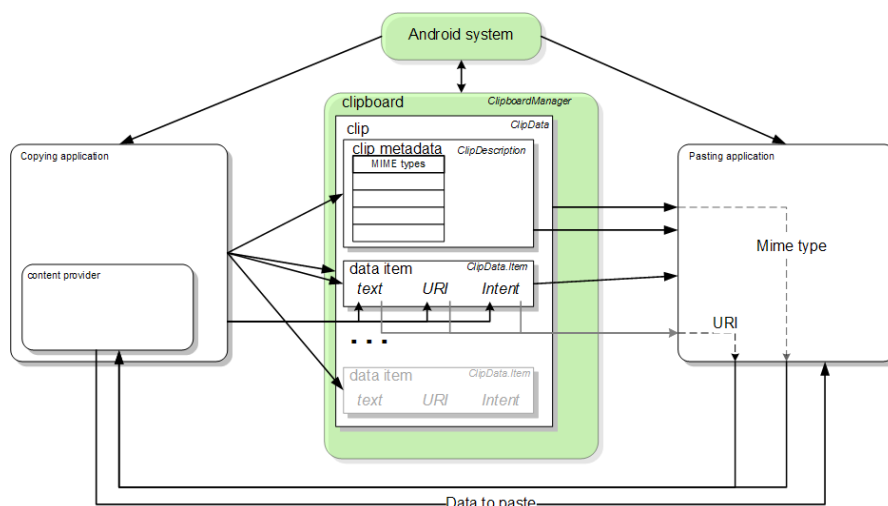 Android system
clipboard
ClipboardManager
clip
ClipData
clip metadata
ClipDescription
MIME types
Copying application
content provider
data item
ClipData.Item
text URI Intent
. . .
data item
ClipData.Item
text URI Intent
Pasting application
Mime type
URI
Data to paste